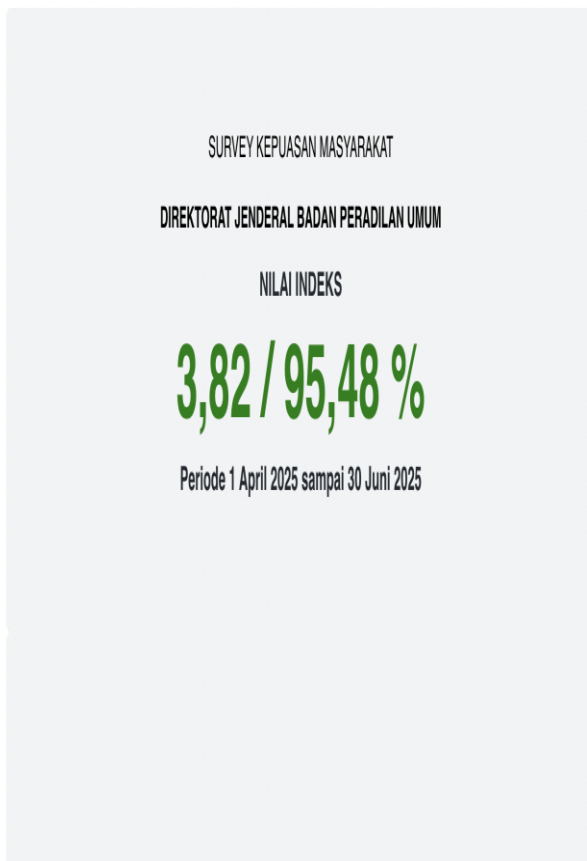 SURVEY KEPUASAN MASYARAKAT
DIREKTORAT JENDERAL BADAN PERADILAN UMUM
NILAI INDEKS
3,82 / 95,48 %
Periode 1 April 2025 sampai 30 Juni 2025